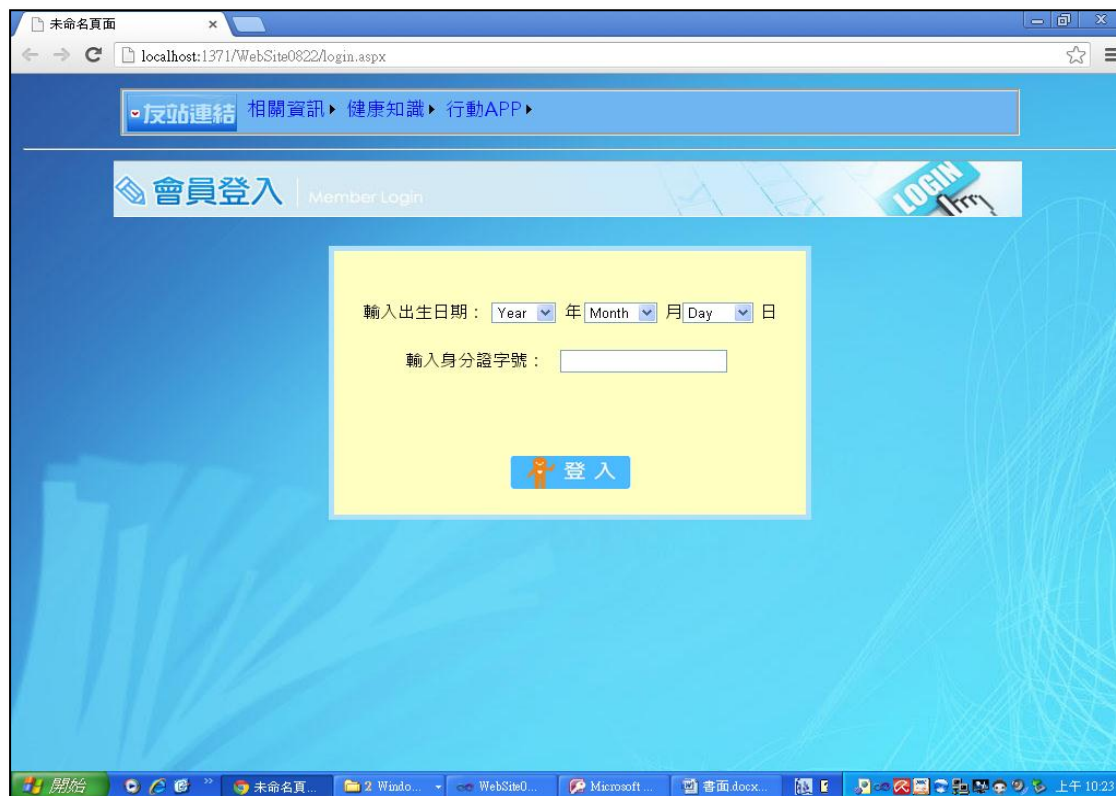 未命名頁面
localhost:1371/WebSite0822/login.aspx
友站連結 相關資訊 健康知識 行動APP
會員登入 Member Login LOGIN
輸入出生日期： Year 年 Month 月 Day 日
輸入身分證字號：
登入
開始 未命名頁... 2 Windo... WebSite0... Microsoft ... 書面.docx... 上午 10:23